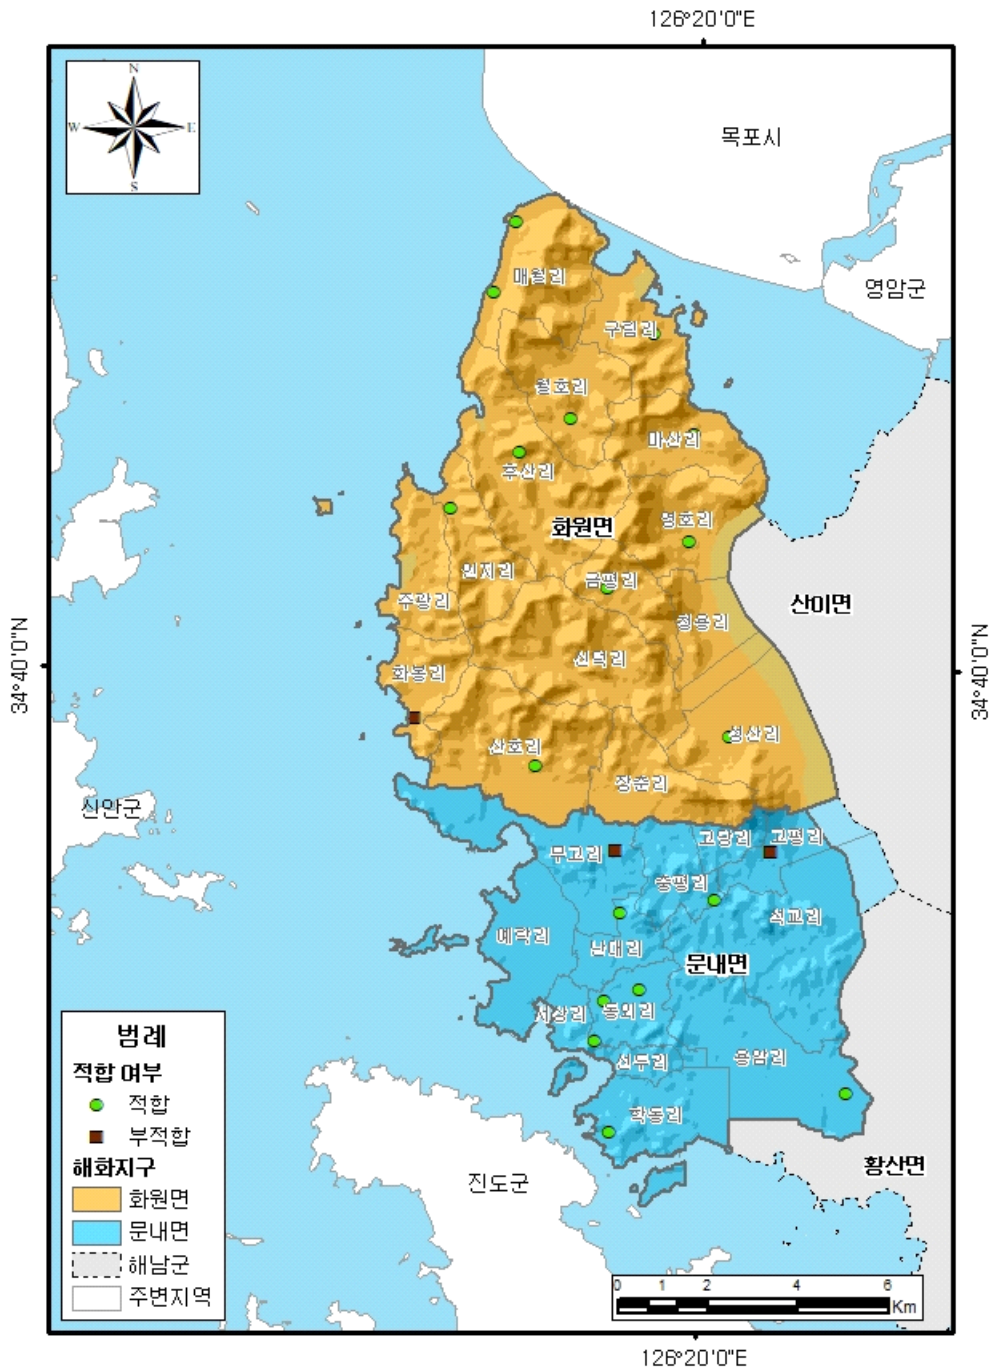 126°20'0"E
N
W
E
S
목포시
영암군
매월리
구림리
월호리
마산리
후산리
화원면
영호리
인지리
금평리
주광리
청용리
산이면
34°40'0"N
34°40'0"N
신덕리
화봉리
성산리
산호리
장춘리
신안군
고당리
고평리
무고리
충평리
석교리
예락리
난대리
문내면
서상리
동외리
선두리
용암리
학동리
황산면
진도군
범례
적합 여부
적합
부적합
해화지구
화원면
문내면
해남군
주변지역
0 1 2 4 6
Km
126°20'0"E